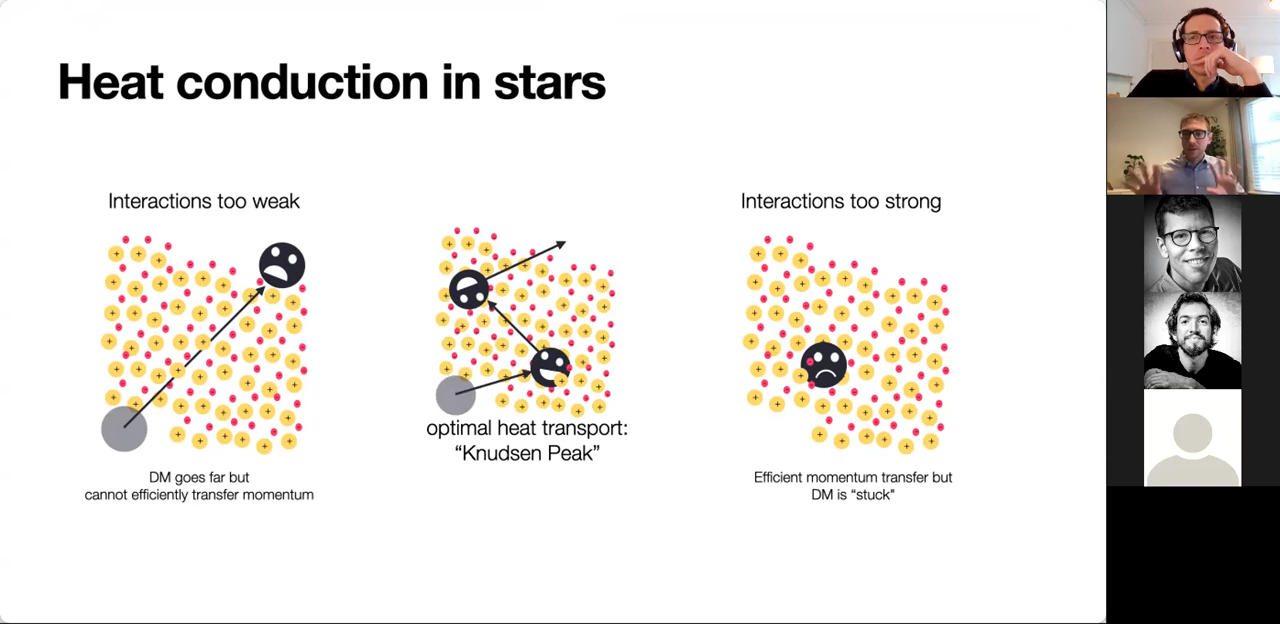 Heat conduction in stars
Interactions too weak
DM goes far but
cannot efficiently transfer momentum
optimal heat transport:
“Knudsen Peak”
Interactions too strong
Efficient momentum transfer but
DM is “stuck”